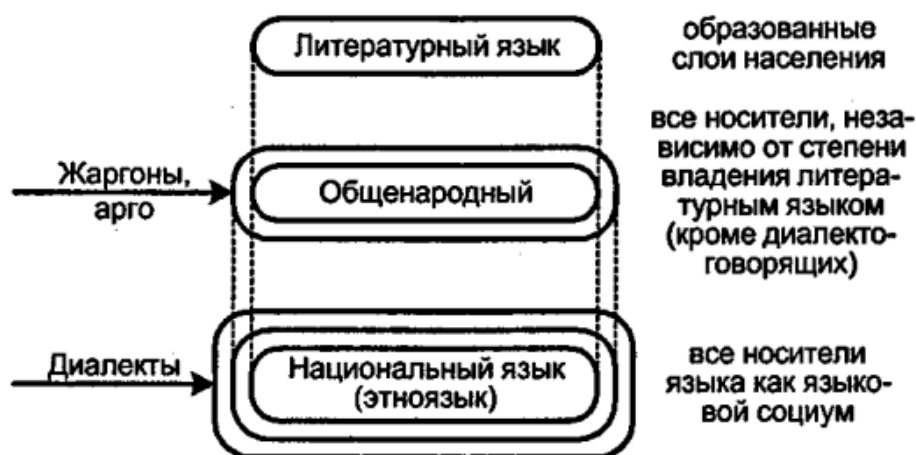 Литературный язык
образованные
слои населения
Жаргоны,
арго
Общенародный
все носители, неза-
висимо от степени
владения литера-
турным языком
(кроме диалекто-
говорящих)
Диалекты
Национальный язык
(этноязык)
все носители
языка как языко-
вой социум